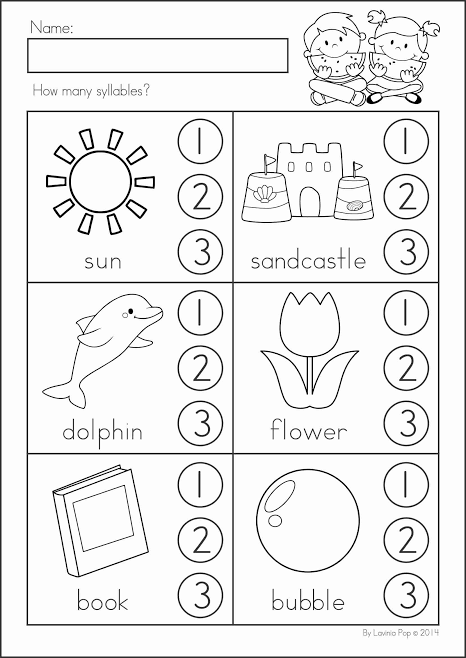 Name:
How many syllables?
1
2
3
sun
1
2
3
sandcastle
1
2
3
dolphin
1
2
3
flower
1
2
3
book
1
2
3
bubble
By Lavinia Pop © 2014